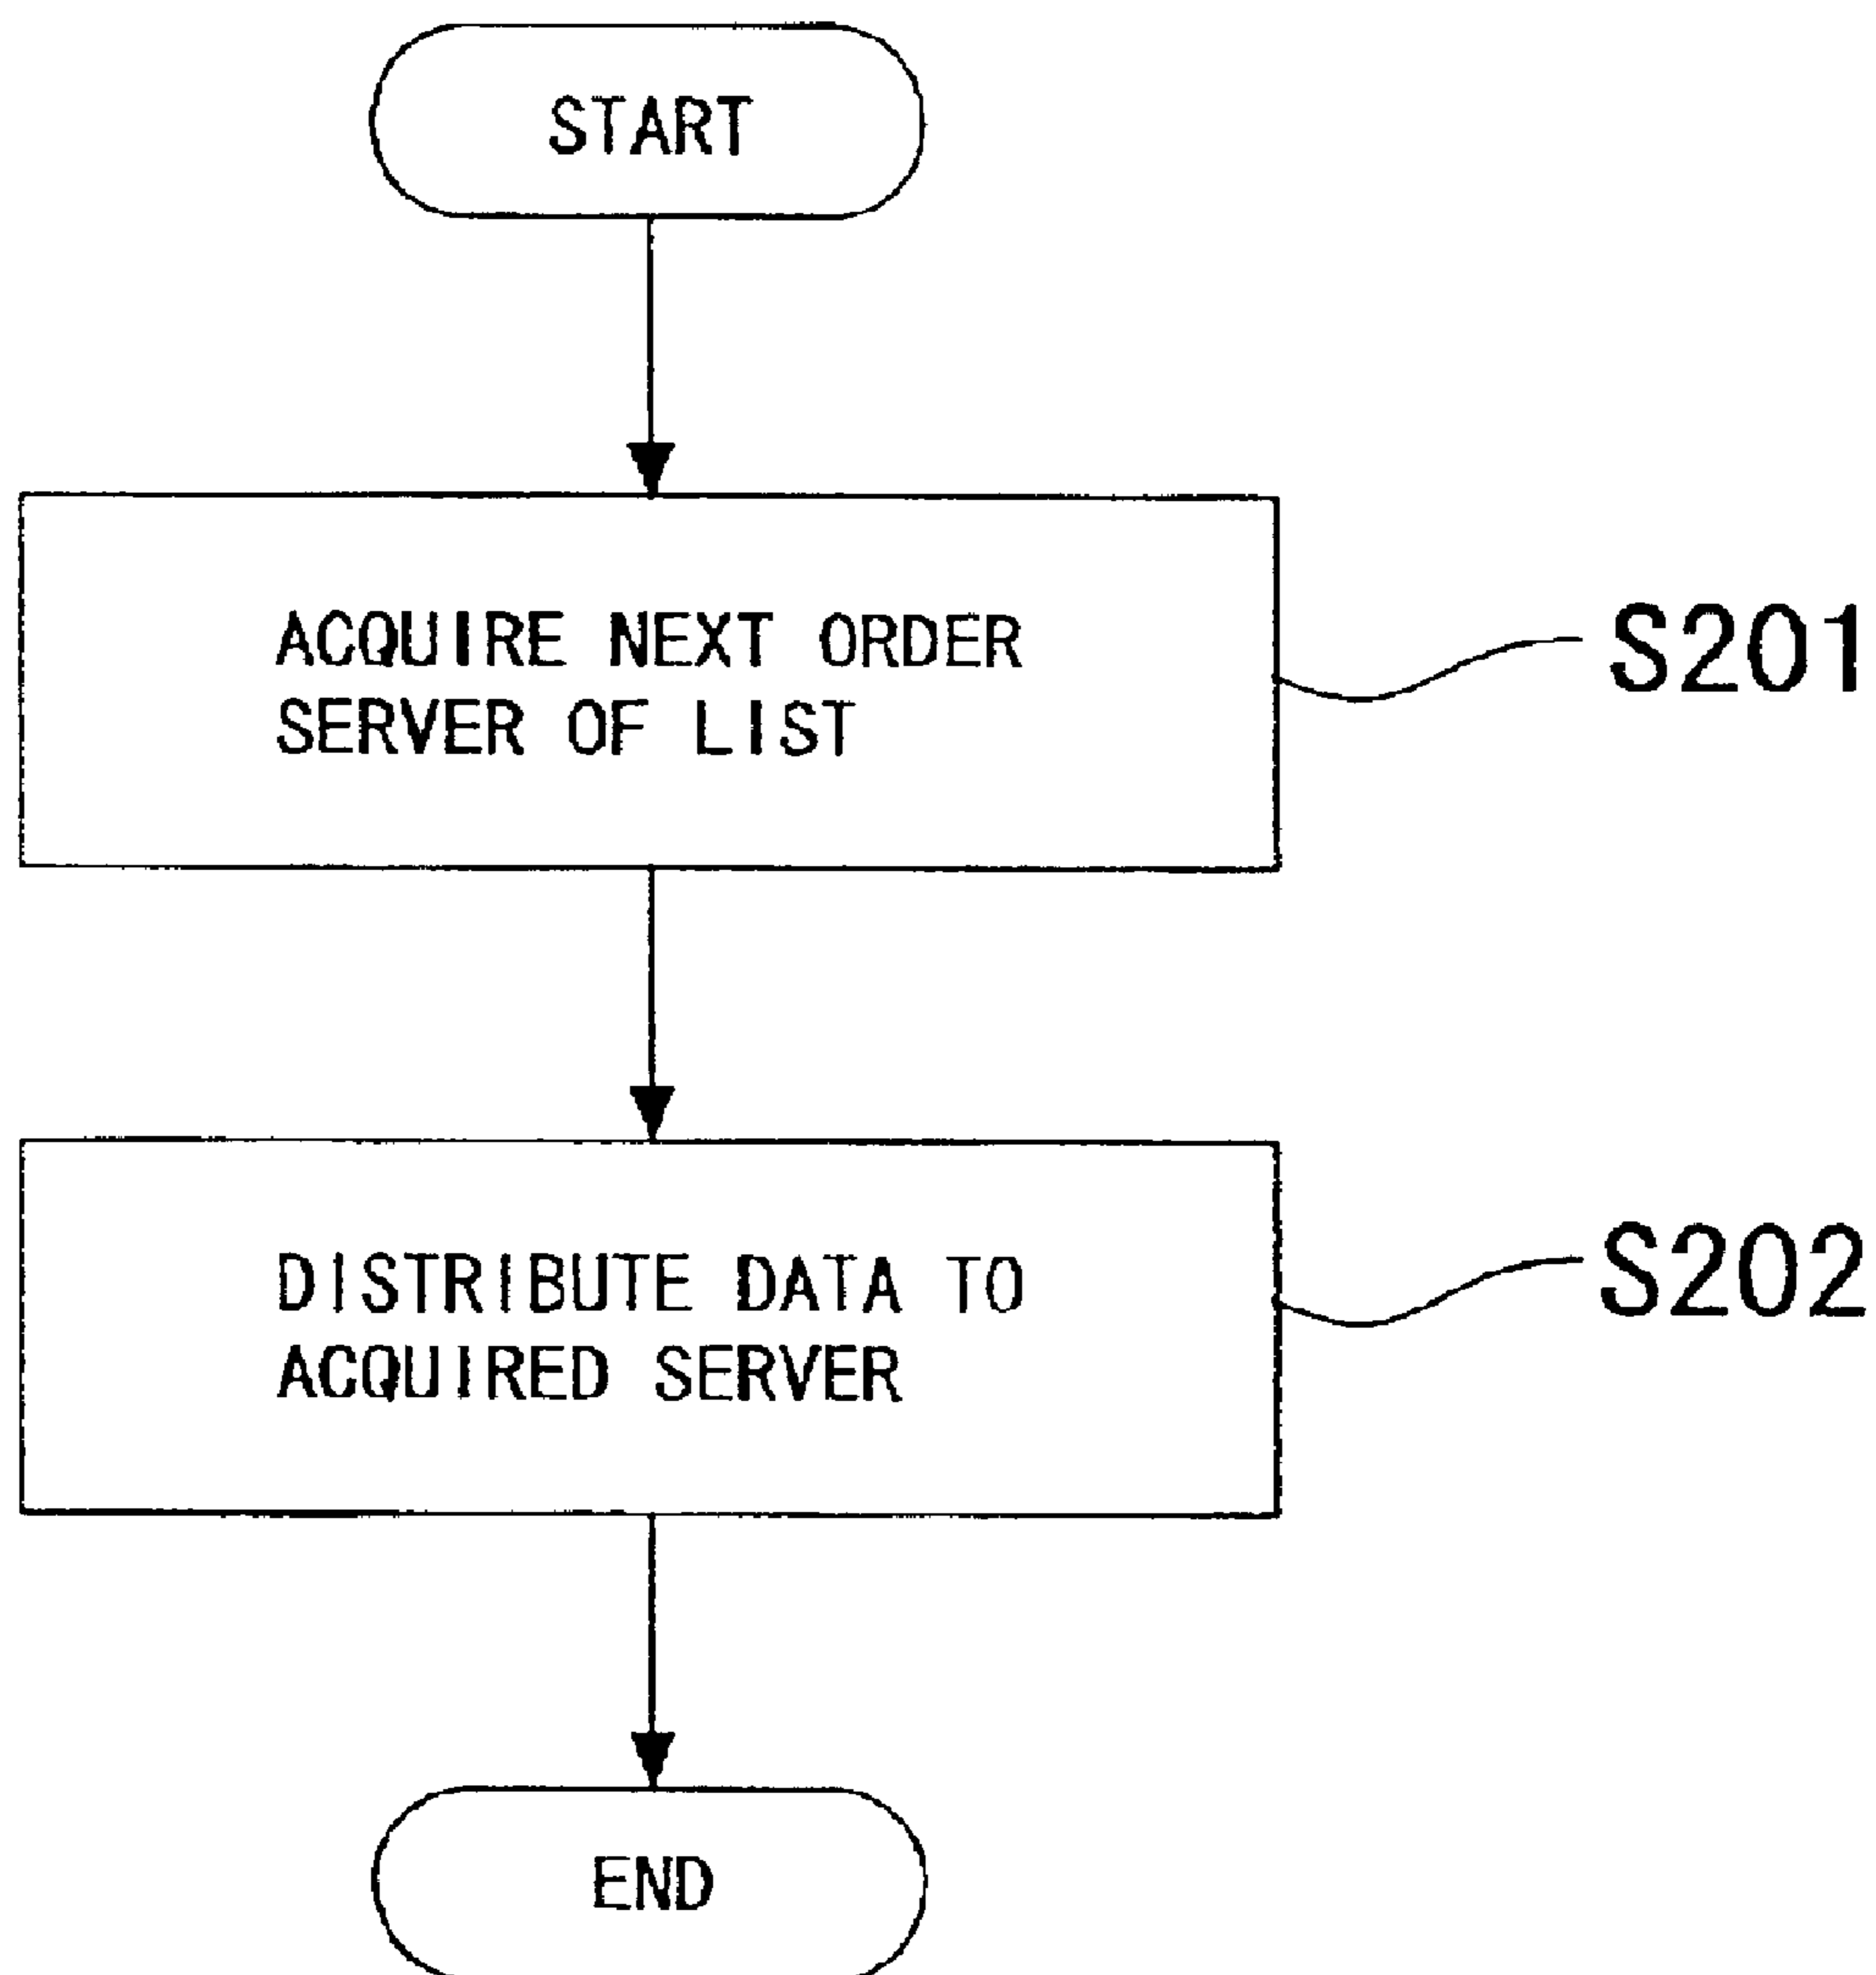 START
ACQUIRE NEXT ORDER
SERVER OF LIST
S201
DISTRIBUTE DATA TO
ACQUIRED SERVER
S202
END